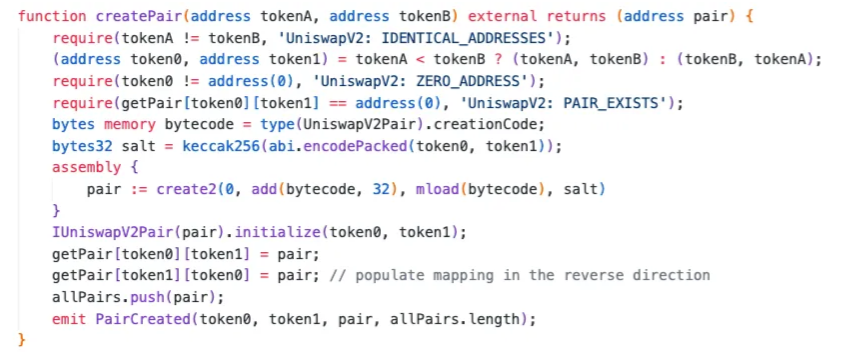 function createPair(address tokenA, address tokenB) external returns (address pair) {
    require(tokenA != tokenB, 'UniswapV2: IDENTICAL_ADDRESSES');
    (address token0, address token1) = tokenA < tokenB ? (tokenA, tokenB) : (tokenB, tokenA);
    require(token0 != address(0), 'UniswapV2: ZERO_ADDRESS');
    require(getPair[token0][token1] == address(0), 'UniswapV2: PAIR_EXISTS');
    bytes memory bytecode = type(UniswapV2Pair).creationCode;
    bytes32 salt = keccak256(abi.encodePacked(token0, token1));
    assembly {
        pair := create2(0, add(bytecode, 32), mload(bytecode), salt)
    }
    IUniswapV2Pair(pair).initialize(token0, token1);
    getPair[token0][token1] = pair;
    getPair[token1][token0] = pair; // populate mapping in the reverse direction
    allPairs.push(pair);
    emit PairCreated(token0, token1, pair, allPairs.length);
}